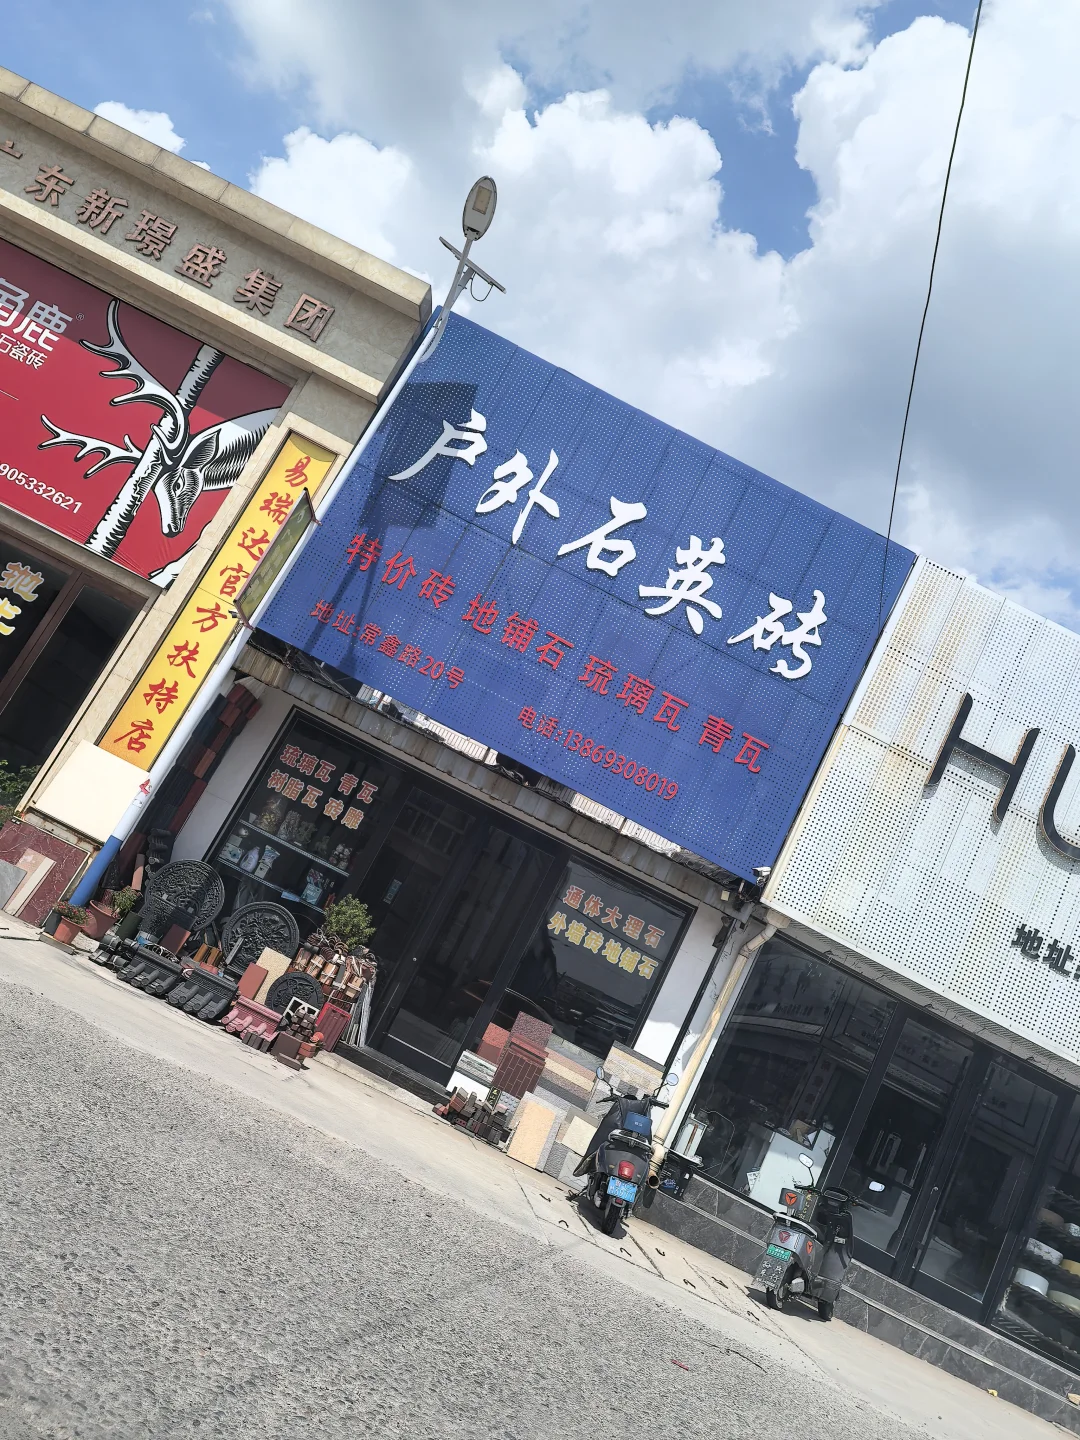 东新璟盛集团
角鹿®
石瓷砖
905332621
易瑞达官方扶持店
户外石英砖
特价砖 地铺石 琉璃瓦 青瓦
地址:常鑫路20号
电话:13869308019
琉璃瓦 青瓦
树脂瓦 砖雕
通体大理石
外墙砖地铺石
HU
地址